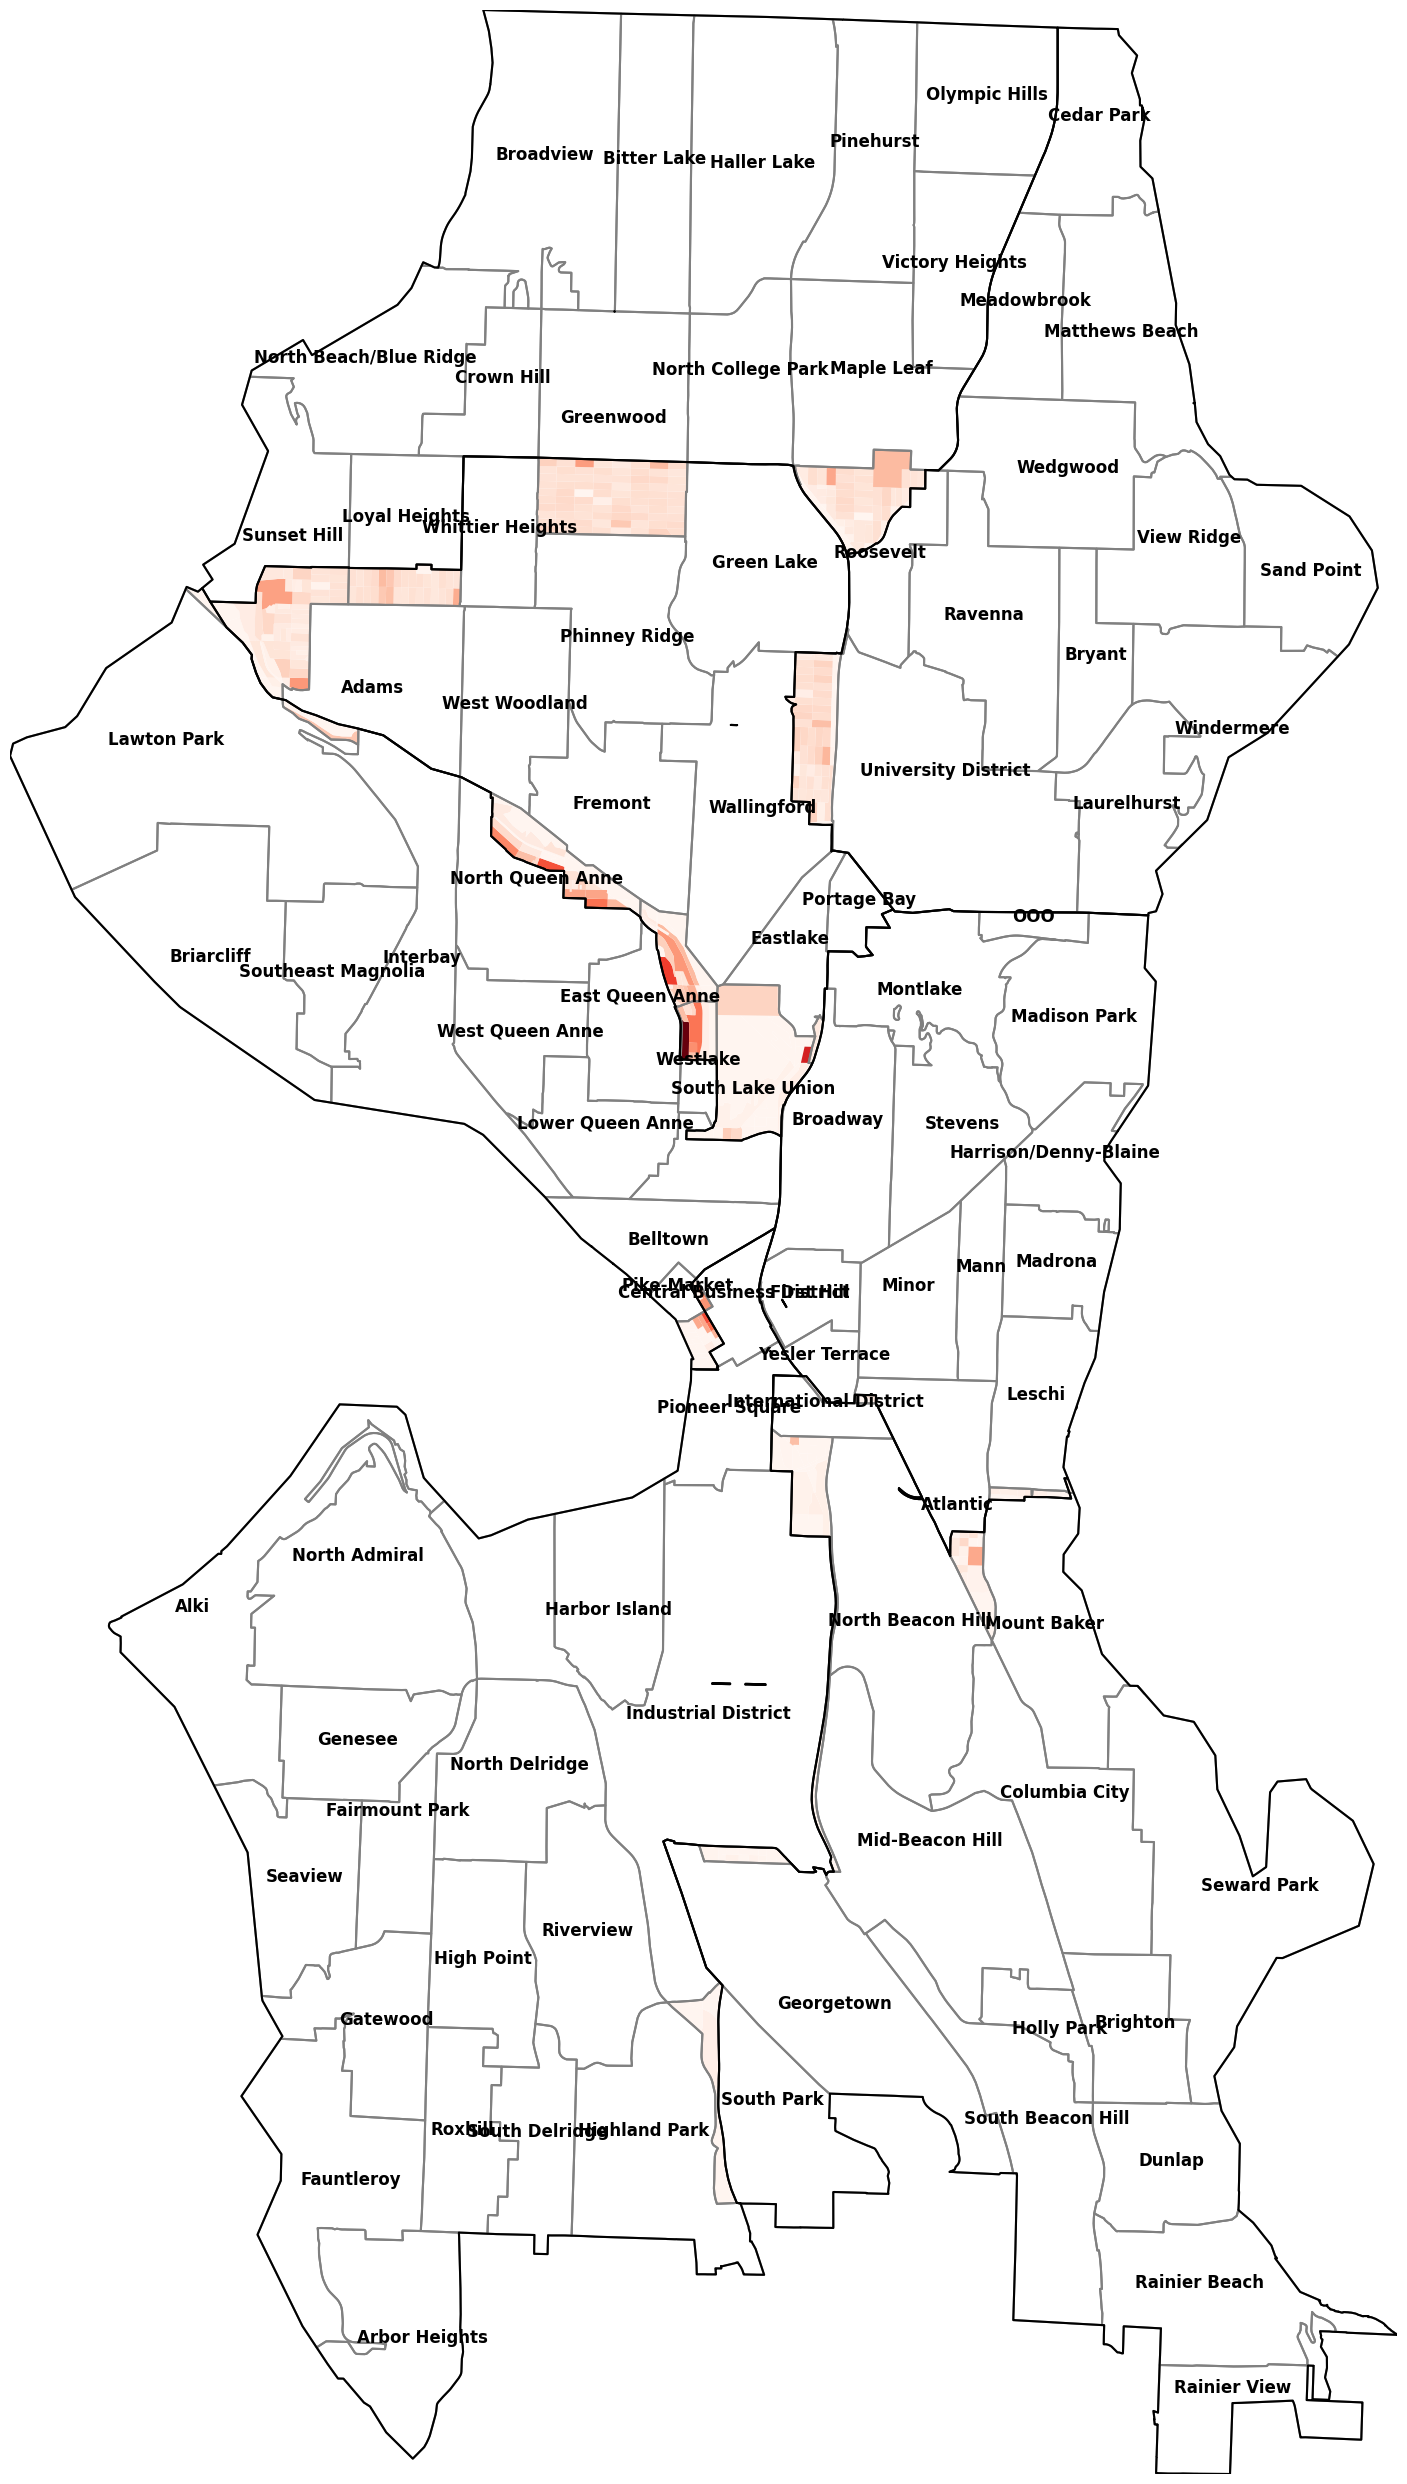 Olympic Hills
Cedar Park
Pinehurst
Broadview
Bitter Lake
Haller Lake
Victory Heights
Meadowbrook
Matthews Beach
North Beach/Blue Ridge
Crown Hill
North College Park
Maple Leaf
Greenwood
Wedgwood
Loyal Heights
Whittier Heights
Sunset Hill
View Ridge
Roosevelt
Green Lake
Sand Point
Ravenna
Phinney Ridge
Bryant
Adams
West Woodland
Windermere
Lawton Park
University District
Fremont
Wallingford
Laurelhurst
North Queen Anne
Portage Bay
OOO
Eastlake
Briarcliff
Interbay
Southeast Magnolia
East Queen Anne
Montlake
Madison Park
West Queen Anne
Westlake
South Lake Union
Lower Queen Anne
Broadway
Stevens
Harrison/Denny-Blaine
Belltown
Mann
Madrona
Pike-Market
Central Business District
First Hill
Minor
Yesler Terrace
Leschi
International District
Pioneer Square
Atlantic
North Admiral
Alki
Harbor Island
North Beacon Hill
Mount Baker
Industrial District
Genesee
North Delridge
Columbia City
Fairmount Park
Mid-Beacon Hill
Seaview
Seward Park
Riverview
High Point
Georgetown
Gatewood
Holly Park
Brighton
South Park
South Beacon Hill
Roxhill
South Delridge
Highland Park
Dunlap
Fauntleroy
Rainier Beach
Arbor Heights
Rainier View